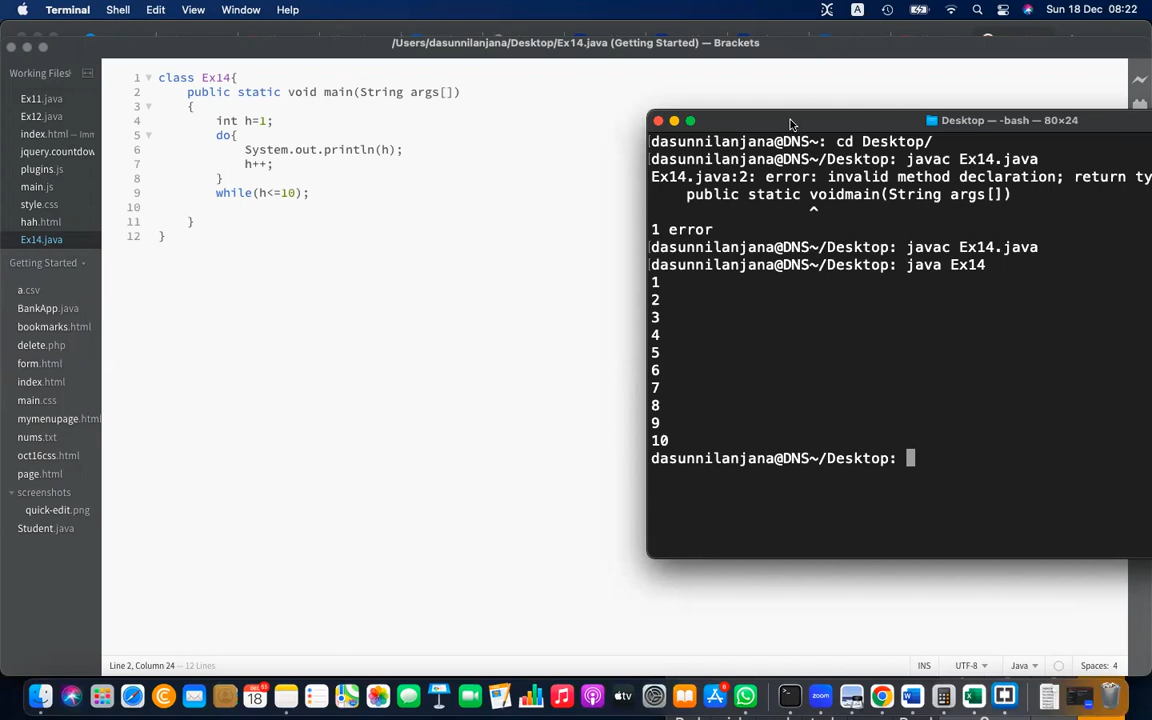 Terminal Shell Edit View Window Help A Sun 18 Dec 08:22
/Users/dasunnilanjana/Desktop/Ex14.java (Getting Started) — Brackets
Working Files
Ex11.java
Ex12.java
index.html — Imm
jquery.countdow
plugins.js
main.js
style.css
hah.html
Ex14.java
Getting Started
a.csv
BankApp.java
bookmarks.html
delete.php
form.html
index.html
main.css
mymenupage.html
nums.txt
oct16css.html
page.html
screenshots
quick-edit.png
Student.java
1 class Ex14{
2 public static void main(String args[])
3 {
4 int h=1;
5 do{
6 System.out.println(h);
7 h++;
8 }
9 while(h<=10);
10
11 }
12 }
Desktop — -bash — 80×24
dasunnilanjana@DNS~: cd Desktop/
dasunnilanjana@DNS~/Desktop: javac Ex14.java
Ex14.java:2: error: invalid method declaration; return ty
public static voidmain(String args[])
^
1 error
dasunnilanjana@DNS~/Desktop: javac Ex14.java
dasunnilanjana@DNS~/Desktop: java Ex14
1
2
3
4
5
6
7
8
9
10
dasunnilanjana@DNS~/Desktop:
Line 2, Column 24 — 12 Lines INS UTF-8 Java Spaces: 4
DEC
18
tv
zoom